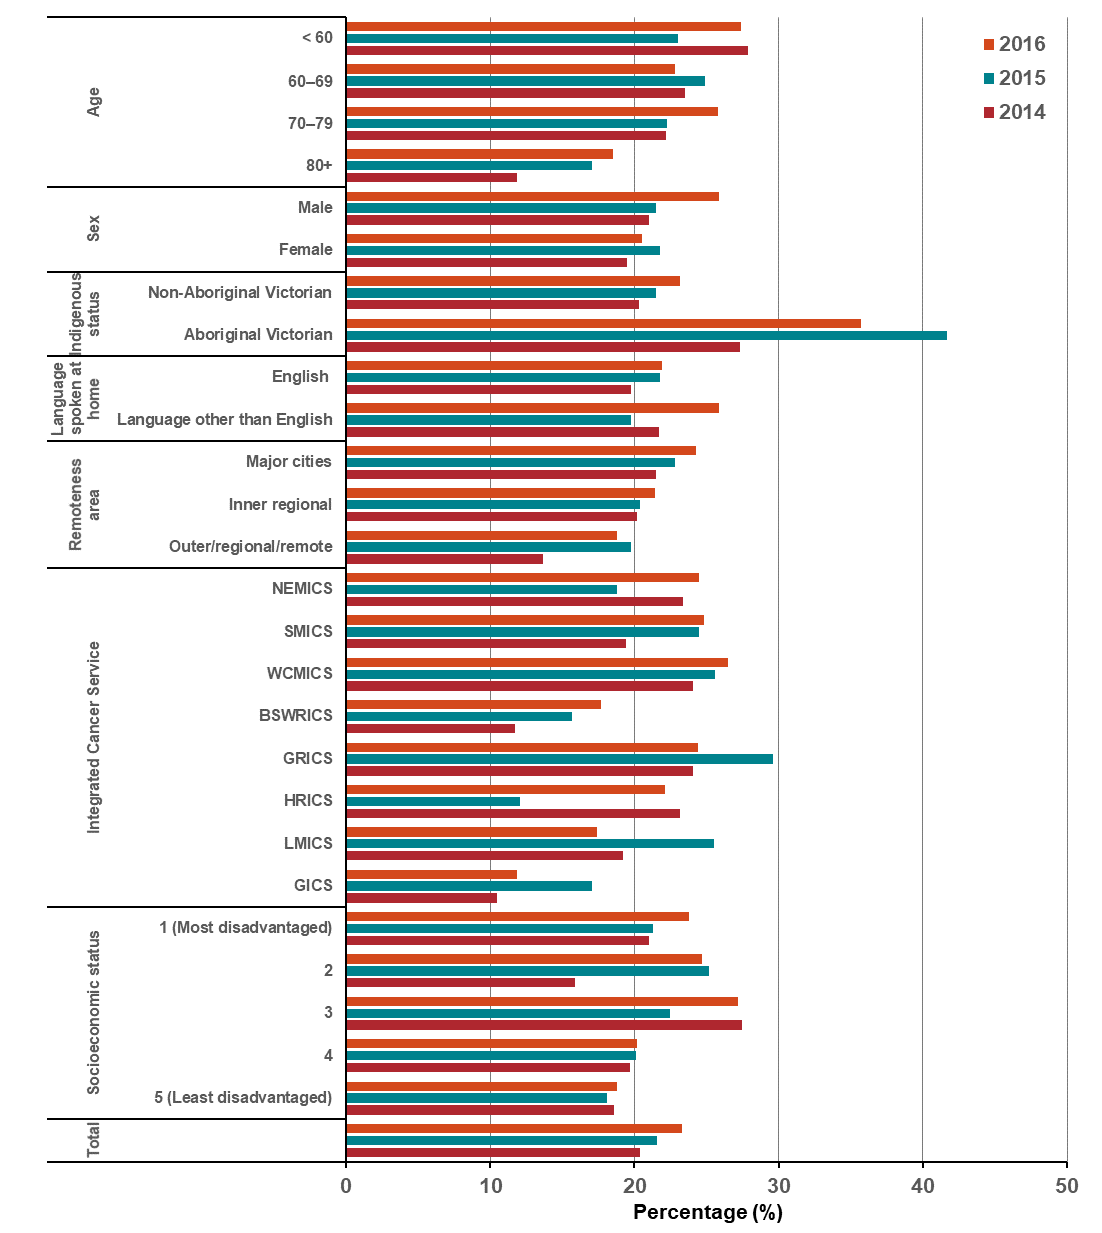 2016
2015
2014
Age
< 60
60–69
70–79
80+
Sex
Male
Female
Indigenous
status
Non-Aboriginal Victorian
Aboriginal Victorian
Language
spoken at
home
English
Language other than English
Remoteness
area
Major cities
Inner regional
Outer/regional/remote
Integrated Cancer Service
NEMICS
SMICS
WCMICS
BSWRICS
GRICS
HRICS
LMICS
GICS
Socioeconomic status
1 (Most disadvantaged)
2
3
4
5 (Least disadvantaged)
Total
0 10 20 30 40 50
Percentage (%)